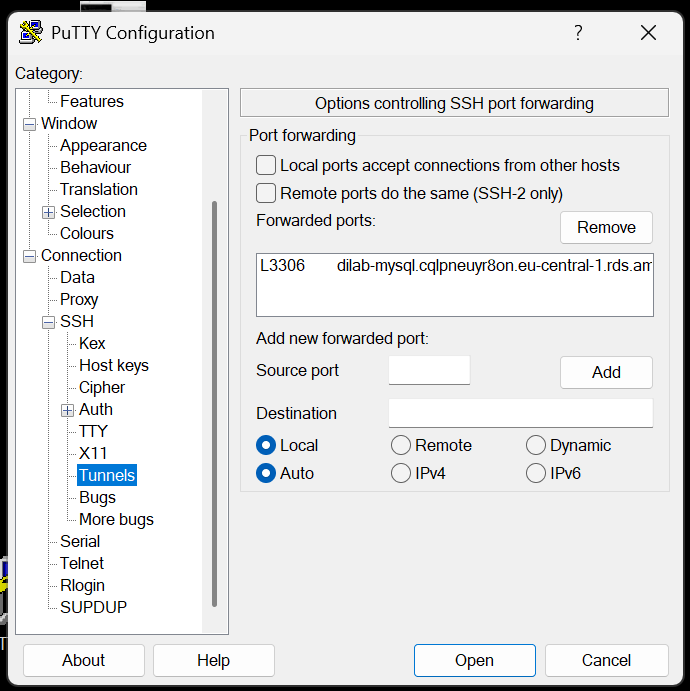 PuTTY Configuration
?
Category:
Features
Window
Appearance
Behaviour
Translation
Selection
Colours
Connection
Data
Proxy
SSH
Kex
Host keys
Cipher
Auth
TTY
X11
Tunnels
Bugs
More bugs
Serial
Telnet
Rlogin
SUPDUP
Options controlling SSH port forwarding
Port forwarding
Local ports accept connections from other hosts
Remote ports do the same (SSH-2 only)
Forwarded ports:
Remove
L3306 dilab-mysql.cqlpneuyr8on.eu-central-1.rds.am
Add new forwarded port:
Source port
Add
Destination
Local Remote Dynamic
Auto IPv4 IPv6
About Help Open Cancel